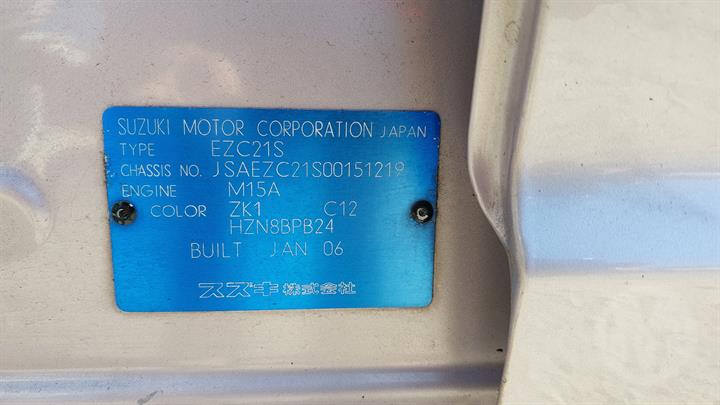 SUZUKI MOTOR CORPORATION JAPAN
TYPE EZC21S
CHASSIS NO. JSAEZC21S00151219
ENGINE M15A
COLOR ZK1 C12
HZN8BPB24
BUILT JAN 06
スズキ株式会社